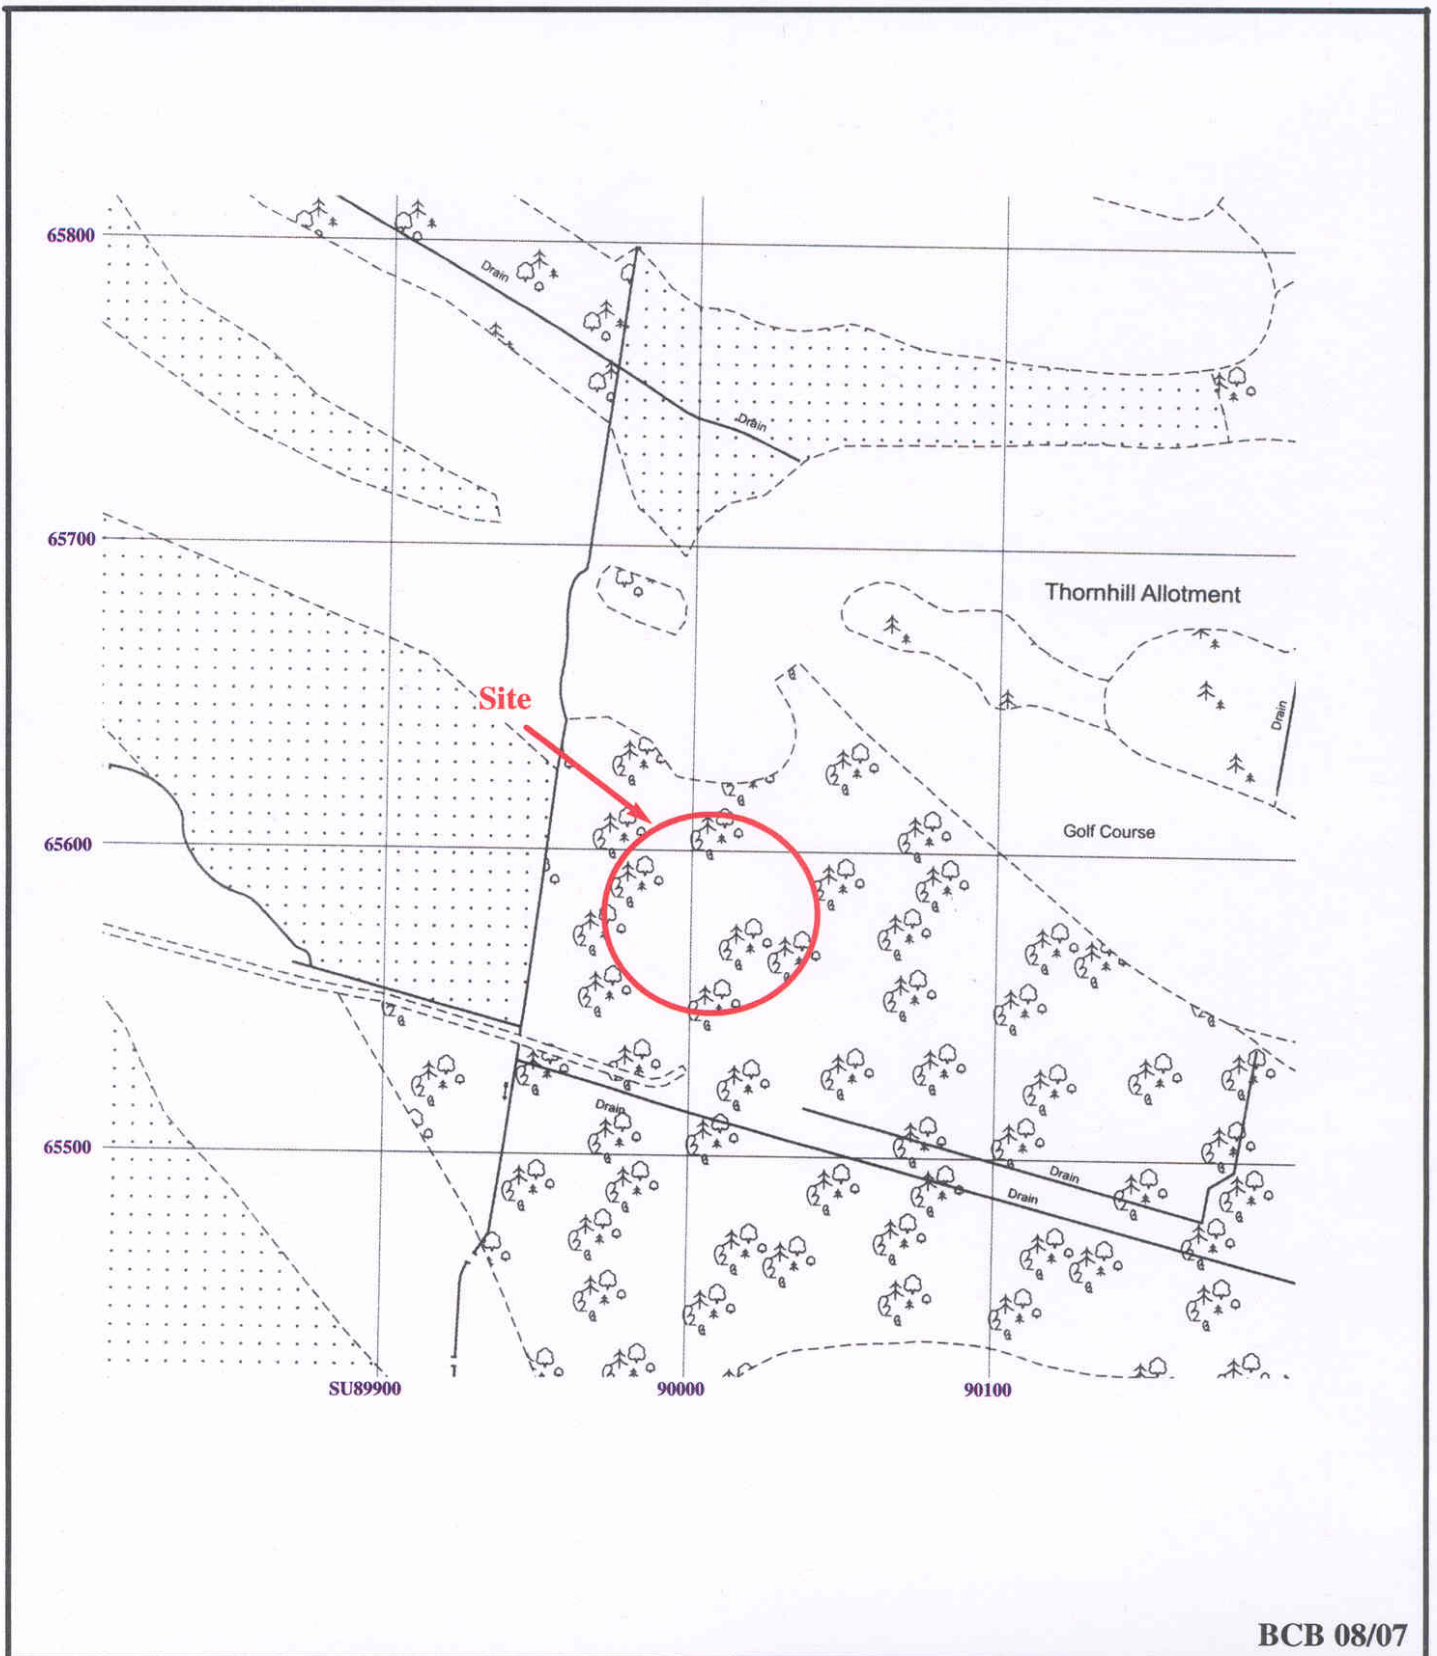 65800
Drain
Drain
65700
Thornhill Allotment
Site
Drain
65600
Golf Course
Drain
65500
Drain
Drain
SU89900
90000
90100
BCB 08/07